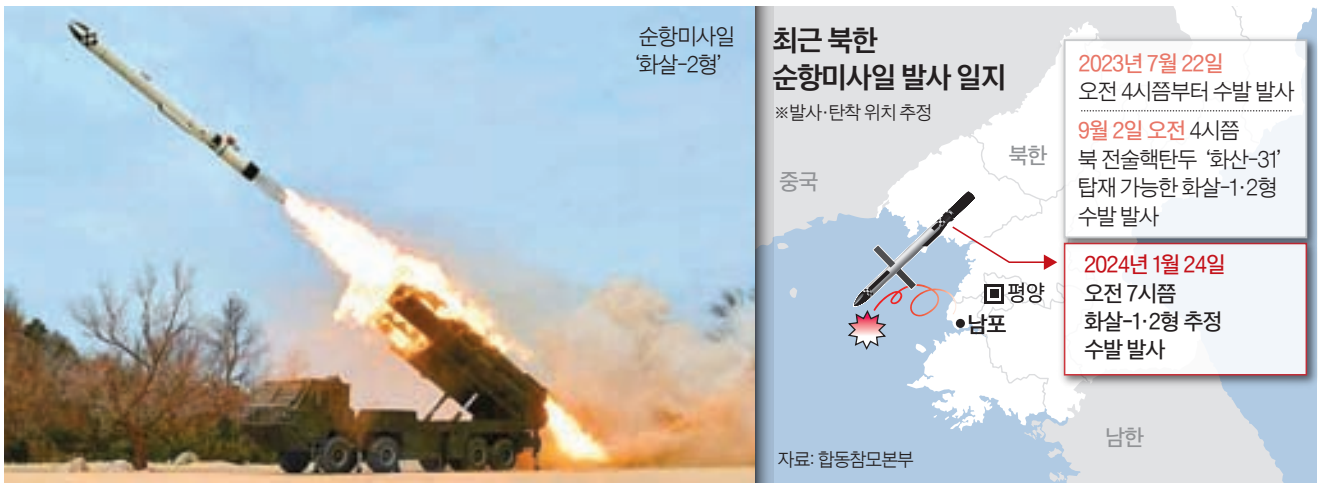 순항미사일
‘화살-2형’
최근 북한
순항미사일 발사 일지
※발사·탄착 위치 추정
2023년 7월 22일
오전 4시쯤부터 수발 발사
9월 2일 오전 4시쯤
북 전술핵탄두 ‘화산-31’
탑재 가능한 화살-1·2형
수발 발사
2024년 1월 24일
오전 7시쯤
화살-1·2형 추정
수발 발사
중국
북한
평양
남포
남한
자료: 합동참모본부